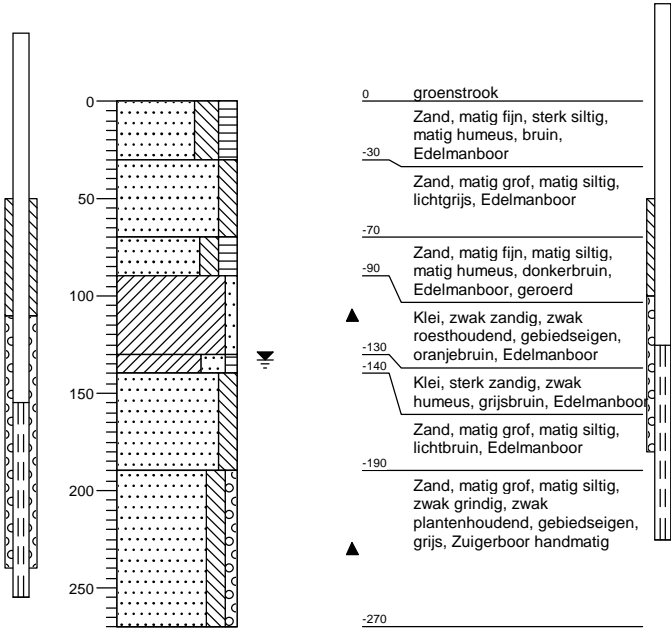 0
50
100
150
200
250
0 groenstrook
Zand, matig fijn, sterk siltig,
matig humeus, bruin,
Edelmanboor
-30
Zand, matig grof, matig siltig,
lichtgrijs, Edelmanboor
-70
Zand, matig fijn, matig siltig,
matig humeus, donkerbruin,
Edelmanboor, geroerd
-90
Klei, zwak zandig, zwak
roesthoudend, gebiedseigen,
oranjebruin, Edelmanboor
-130
Klei, sterk zandig, zwak
humeus, grijsbruin, Edelmanboor
-140
Zand, matig grof, matig siltig,
lichtbruin, Edelmanboor
-190
Zand, matig grof, matig siltig,
zwak grindig, zwak
plantenhoudend, gebiedseigen,
grijs, Zuigerboor handmatig
-270